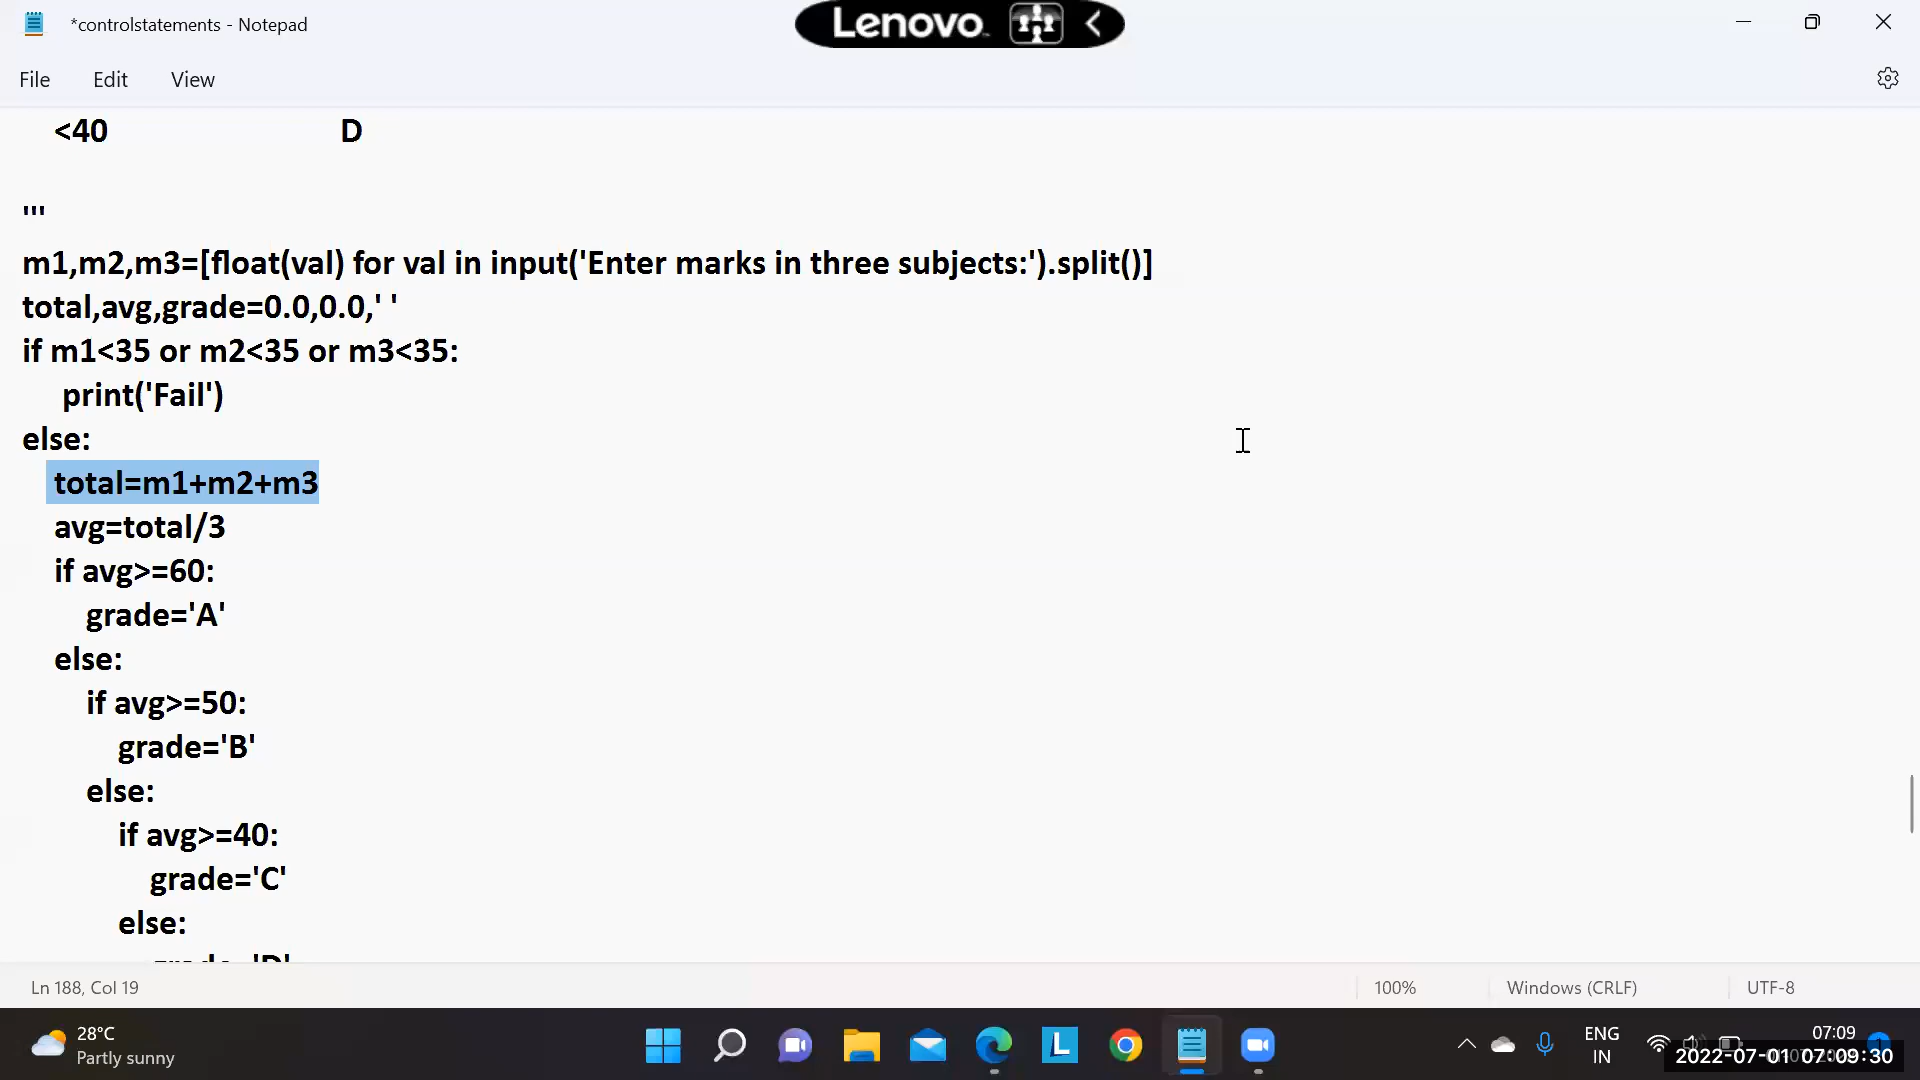 *controlstatements - Notepad
Lenovo
File Edit View
<40 D
'''
m1,m2,m3=[float(val) for val in input('Enter marks in three subjects:').split()]
total,avg,grade=0.0,0.0,' '
if m1<35 or m2<35 or m3<35:
print('Fail')
else:
total=m1+m2+m3
avg=total/3
if avg>=60:
grade='A'
else:
if avg>=50:
grade='B'
else:
if avg>=40:
grade='C'
else:
grade='D'
Ln 188, Col 19 100% Windows (CRLF) UTF-8
28°C
Partly sunny
ENG
IN
07:09
2022-07-01 07:09:30